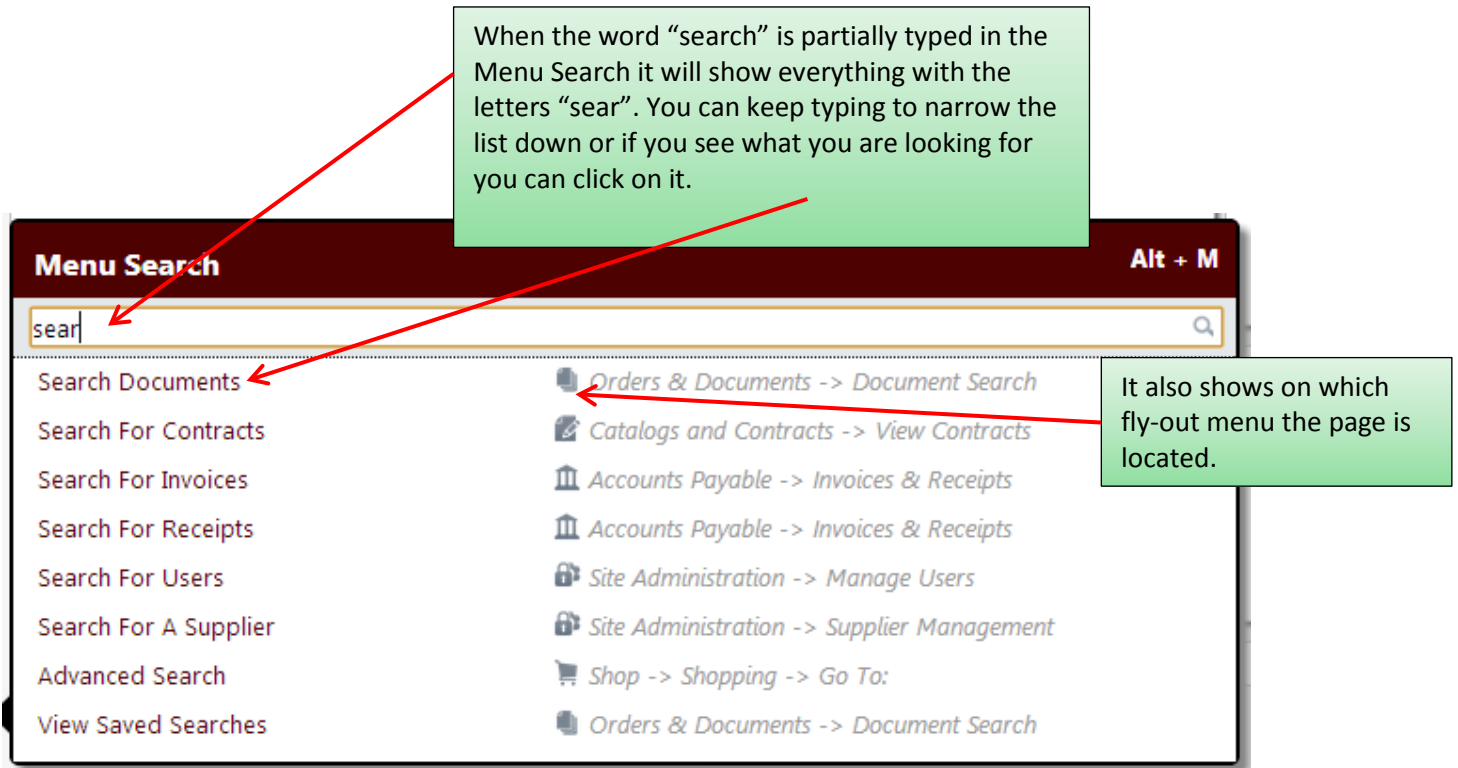 When the word “search” is partially typed in the
Menu Search it will show everything with the
letters “sear”. You can keep typing to narrow the
list down or if you see what you are looking for
you can click on it.
Menu Search Alt + M
sear
Search Documents Orders & Documents -> Document Search
Search For Contracts Catalogs and Contracts -> View Contracts
Search For Invoices Accounts Payable -> Invoices & Receipts
Search For Receipts Accounts Payable -> Invoices & Receipts
Search For Users Site Administration -> Manage Users
Search For A Supplier Site Administration -> Supplier Management
Advanced Search Shop -> Shopping -> Go To:
View Saved Searches Orders & Documents -> Document Search
It also shows on which
fly-out menu the page is
located.